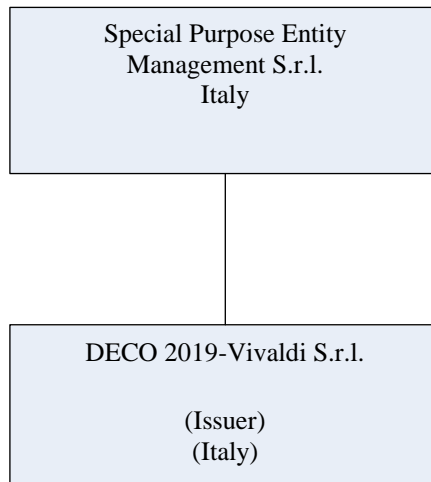 Special Purpose Entity
Management S.r.l.
Italy
DECO 2019-Vivaldi S.r.l.
(Issuer)
(Italy)